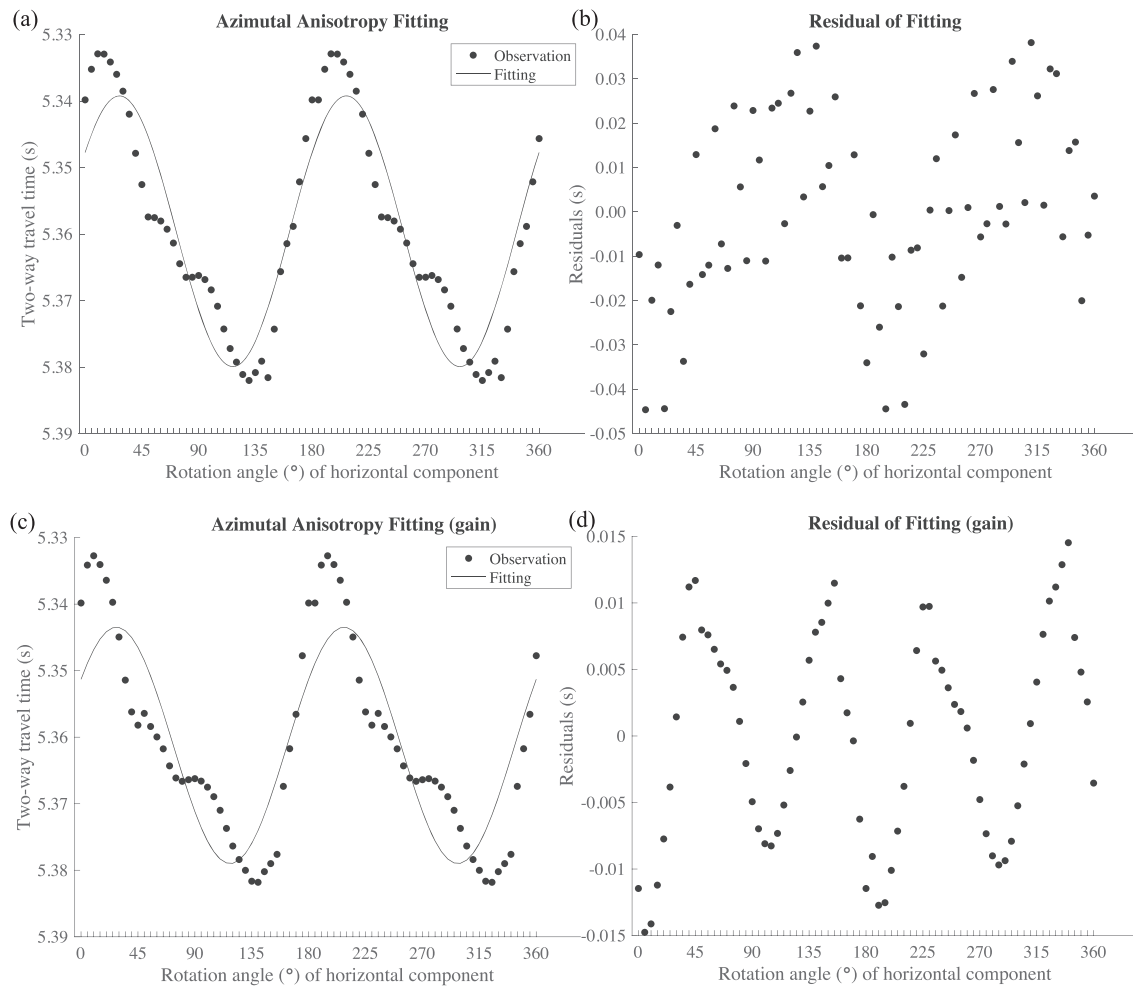 (a)
Azimutal Anisotropy Fitting
5.33
5.34
5.35
5.36
5.37
5.38
5.39
Two-way travel time (s)
Observation
Fitting
0 45 90 135 180 225 270 315 360
Rotation angle (°) of horizontal component
(b)
Residual of Fitting
0.04
0.03
0.02
0.01
0.00
-0.01
-0.02
-0.03
-0.04
-0.05
Residuals (s)
0 45 90 135 180 225 270 315 360
Rotation angle (°) of horizontal component
(c)
Azimutal Anisotropy Fitting (gain)
5.33
5.34
5.35
5.36
5.37
5.38
5.39
Two-way travel time (s)
Observation
Fitting
0 45 90 135 180 225 270 315 360
Rotation angle (°) of horizontal component
(d)
Residual of Fitting (gain)
0.015
0.01
0.005
0
-0.005
-0.01
-0.015
Residuals (s)
0 45 90 135 180 225 270 315 360
Rotation angle (°) of horizontal component